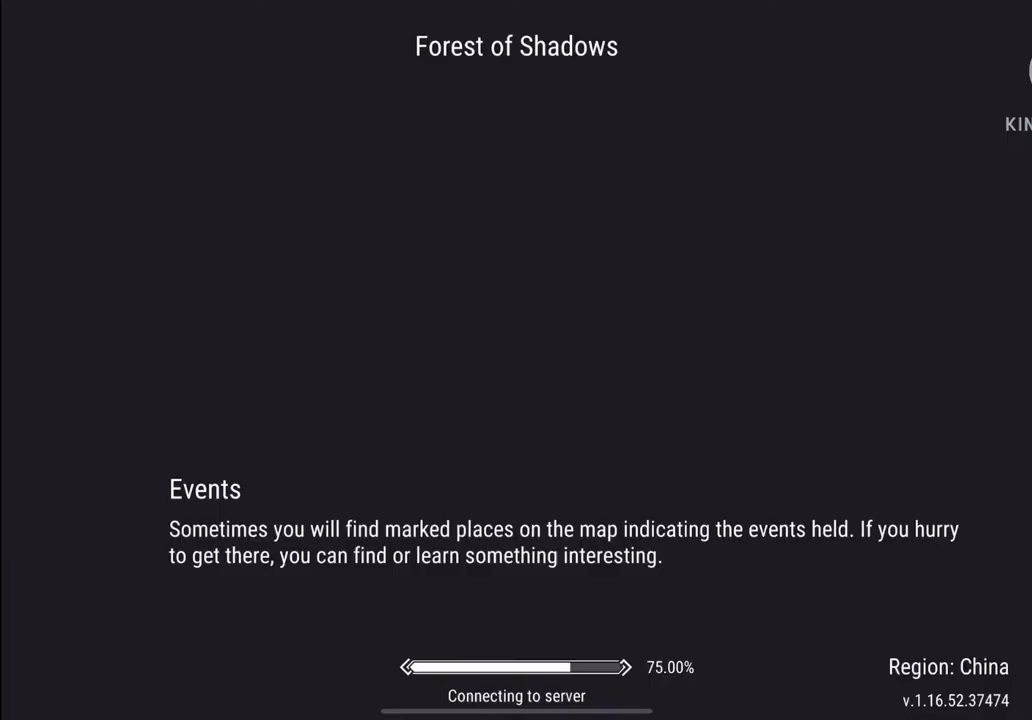 Forest of Shadows
KIN
Events
Sometimes you will find marked places on the map indicating the events held. If you hurry
to get there, you can find or learn something interesting.
75.00%
Region: China
Connecting to server
v.1.16.52.37474